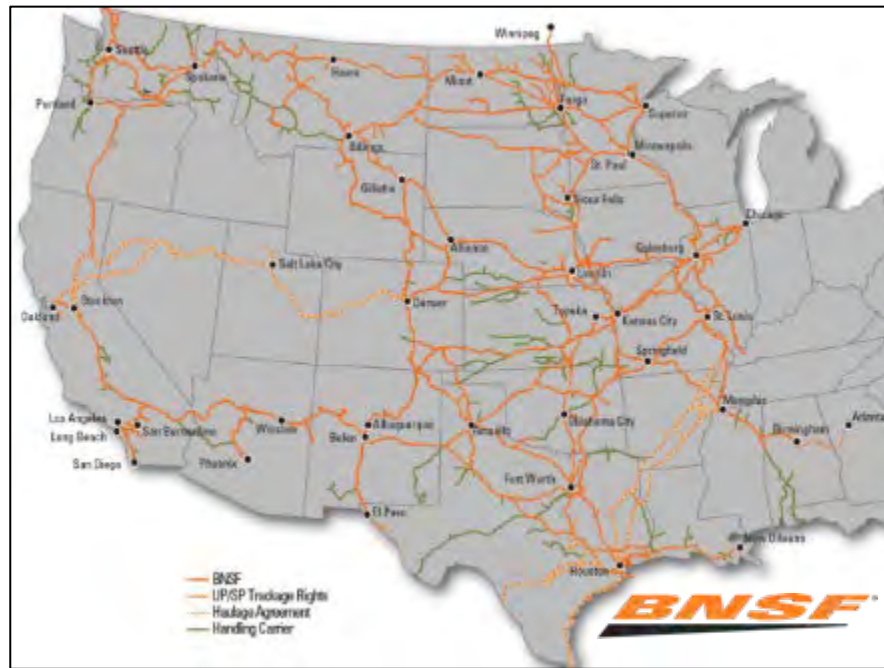 Winnipeg
Seattle
Spokane
Havre
Minot
Fargo
Superior
Portland
Billings
Minneapolis
St. Paul
Gillette
Sioux Falls
Chicago
Alliance
Galesburg
Salt Lake City
Lincoln
Oakland
Stockton
Denver
Topeka
Kansas City
St. Louis
Springfield
Los Angeles
Long Beach
San Bernardino
Winslow
Albuquerque
Belen
Amarillo
Oklahoma City
Memphis
Birmingham
San Diego
Phoenix
Fort Worth
El Paso
New Orleans
Houston
BNSF
UP/SP Trackage Rights
Haulage Agreement
Handling Carrier
BNSF